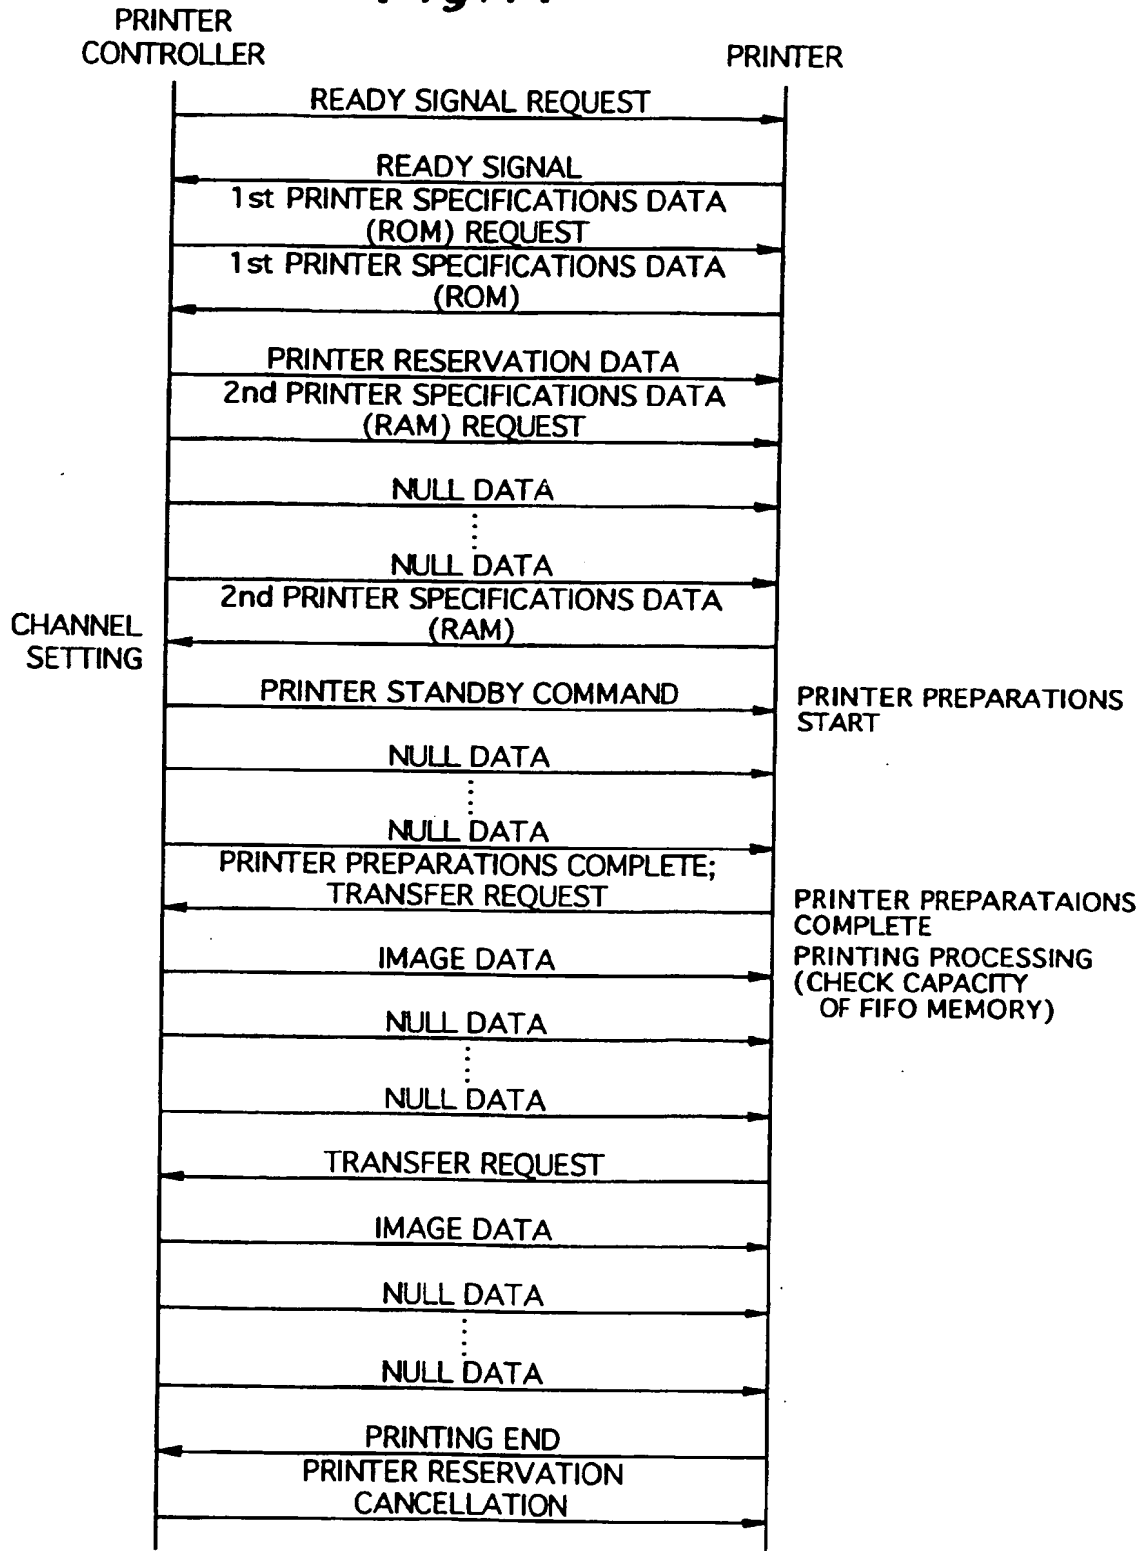 PRINTER
CONTROLLER
PRINTER
READY SIGNAL REQUEST
READY SIGNAL
1st PRINTER SPECIFICATIONS DATA
(ROM) REQUEST
1st PRINTER SPECIFICATIONS DATA
(ROM)
PRINTER RESERVATION DATA
2nd PRINTER SPECIFICATIONS DATA
(RAM) REQUEST
NULL DATA
NULL DATA
2nd PRINTER SPECIFICATIONS DATA
(RAM)
CHANNEL
SETTING
PRINTER STANDBY COMMAND
PRINTER PREPARATIONS
START
NULL DATA
NULL DATA
PRINTER PREPARATIONS COMPLETE;
TRANSFER REQUEST
PRINTER PREPARATAIONS
COMPLETE
IMAGE DATA
PRINTING PROCESSING
(CHECK CAPACITY
OF FIFO MEMORY)
NULL DATA
NULL DATA
TRANSFER REQUEST
IMAGE DATA
NULL DATA
NULL DATA
PRINTING END
PRINTER RESERVATION
CANCELLATION